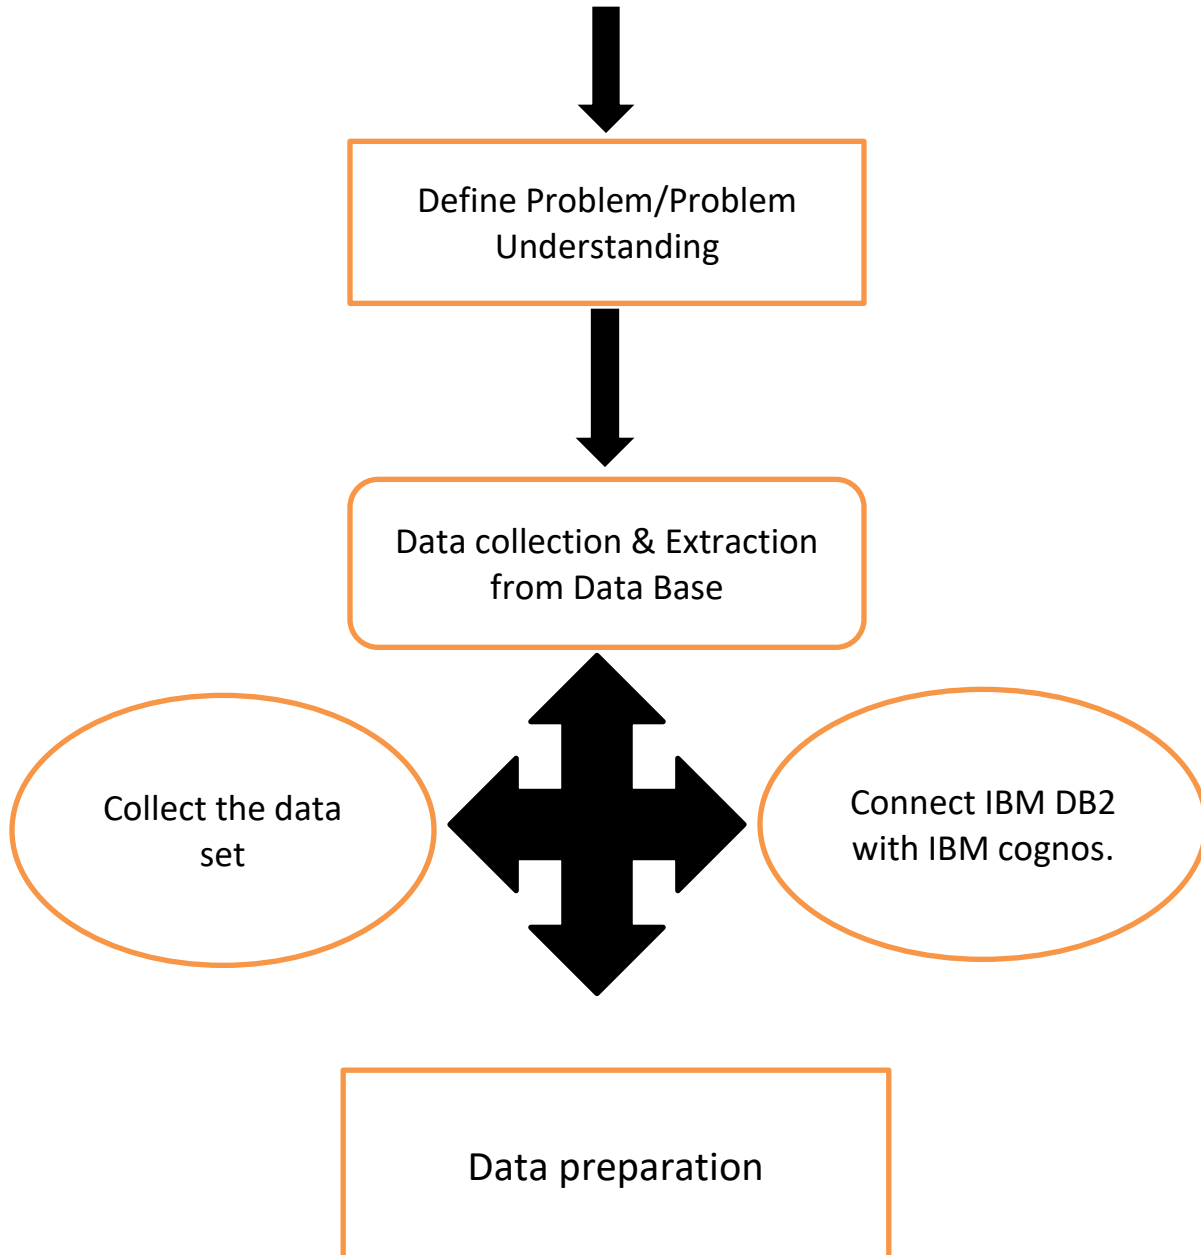 Define Problem/Problem
Understanding
Data collection & Extraction
from Data Base
Collect the data
set
Connect IBM DB2
with IBM cognos.
Data preparation